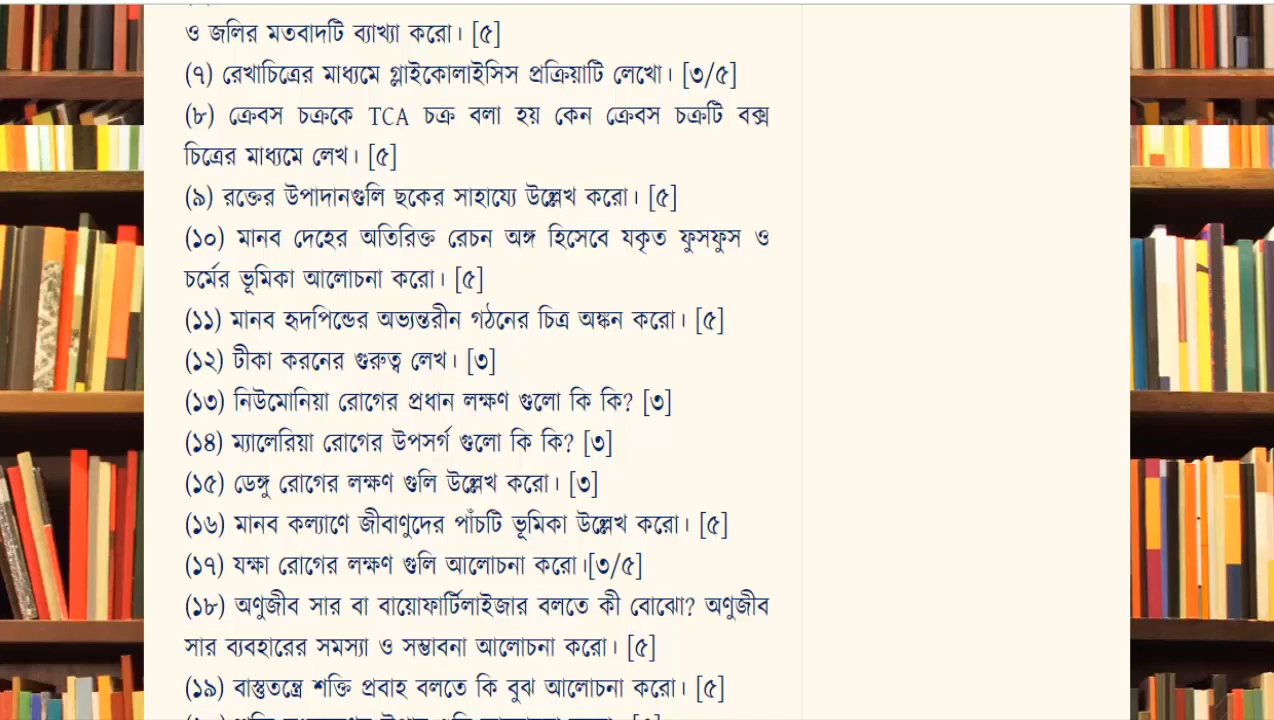 ও জলির মতবাদটি ব্যাখ্যা করো। [৫]
(৭) রেখাচিত্রের মাধ্যমে গ্লাইকোলাইসিস প্রক্রিয়াটি লেখো। [৩/৫]
(৮) ক্রেবস চক্রকে TCA চক্র বলা হয় কেন ক্রেবস চক্রটি বক্স
চিত্রের মাধ্যমে লেখ। [৫]
(৯) রক্তের উপাদানগুলি ছকের সাহায্যে উল্লেখ করো। [৫]
(১০) মানব দেহের অতিরিক্ত রেচন অঙ্গ হিসেবে যকৃত ফুসফুস ও
চর্মের ভূমিকা আলোচনা করো। [৫]
(১১) মানব হৃদপিন্ডের অভ্যন্তরীন গঠনের চিত্র অঙ্কন করো। [৫]
(১২) টীকা করনের গুরুত্ব লেখ। [৩]
(১৩) নিউমোনিয়া রোগের প্রধান লক্ষণ গুলো কি কি? [৩]
(১৪) ম্যালেরিয়া রোগের উপসর্গ গুলো কি কি? [৩]
(১৫) ডেঙ্গু রোগের লক্ষণ গুলি উল্লেখ করো। [৩]
(১৬) মানব কল্যাণে জীবাণুদের পাঁচটি ভূমিকা উল্লেখ করো। [৫]
(১৭) যক্ষা রোগের লক্ষণ গুলি আলোচনা করো।[৩/৫]
(১৮) অণুজীব সার বা বায়োফার্টিলাইজার বলতে কী বোঝো? অণুজীব
সার ব্যবহারের সমস্যা ও সম্ভাবনা আলোচনা করো। [৫]
(১৯) বাস্তুতন্ত্রে শক্তি প্রবাহ বলতে কি বুঝ আলোচনা করো। [৫]